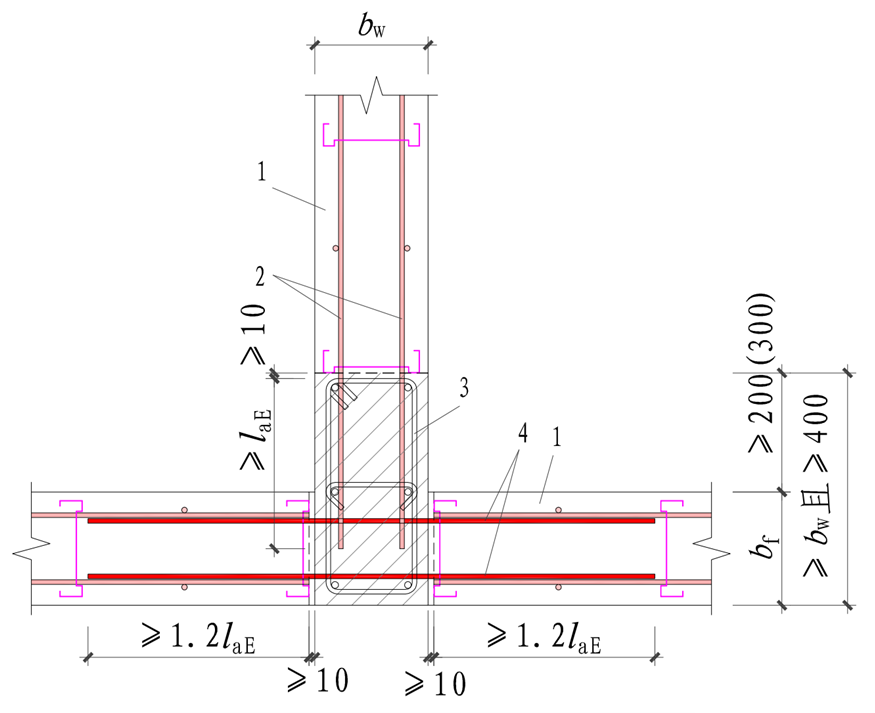 bw
1
2
≥10
≥laE
3
4
1
≥200(300)
bf
≥bw且≥400
≥1.2laE
≥1.2laE
≥10
≥10